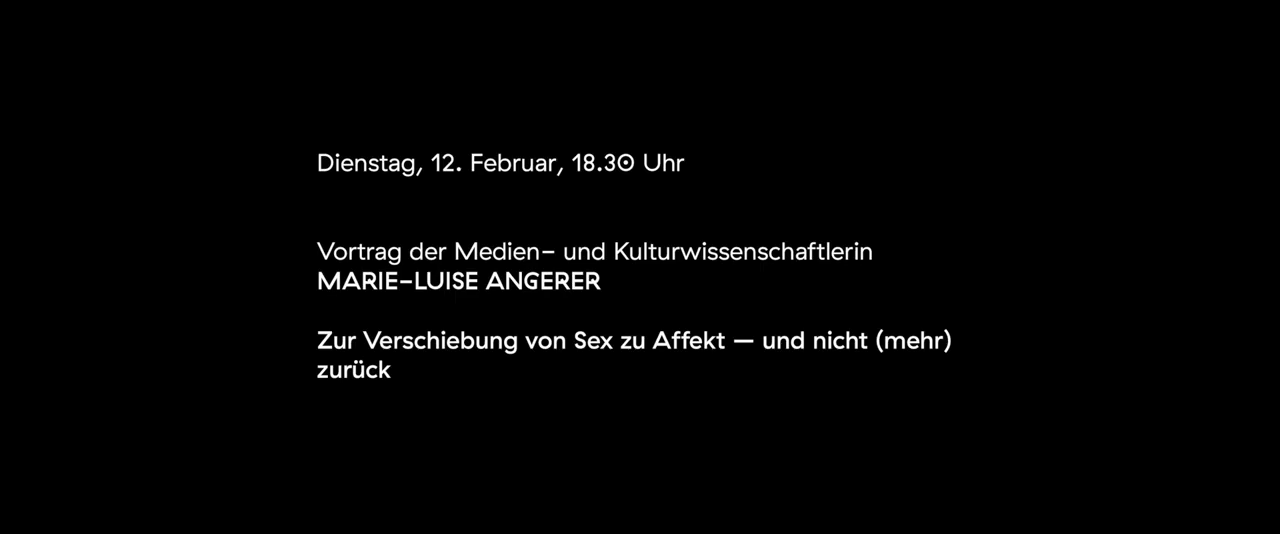 Dienstag, 12. Februar, 18.30 Uhr
Vortrag der Medien- und Kulturwissenschaftlerin
MARIE-LUISE ANGERER
Zur Verschiebung von Sex zu Affekt — und nicht (mehr)
zurück